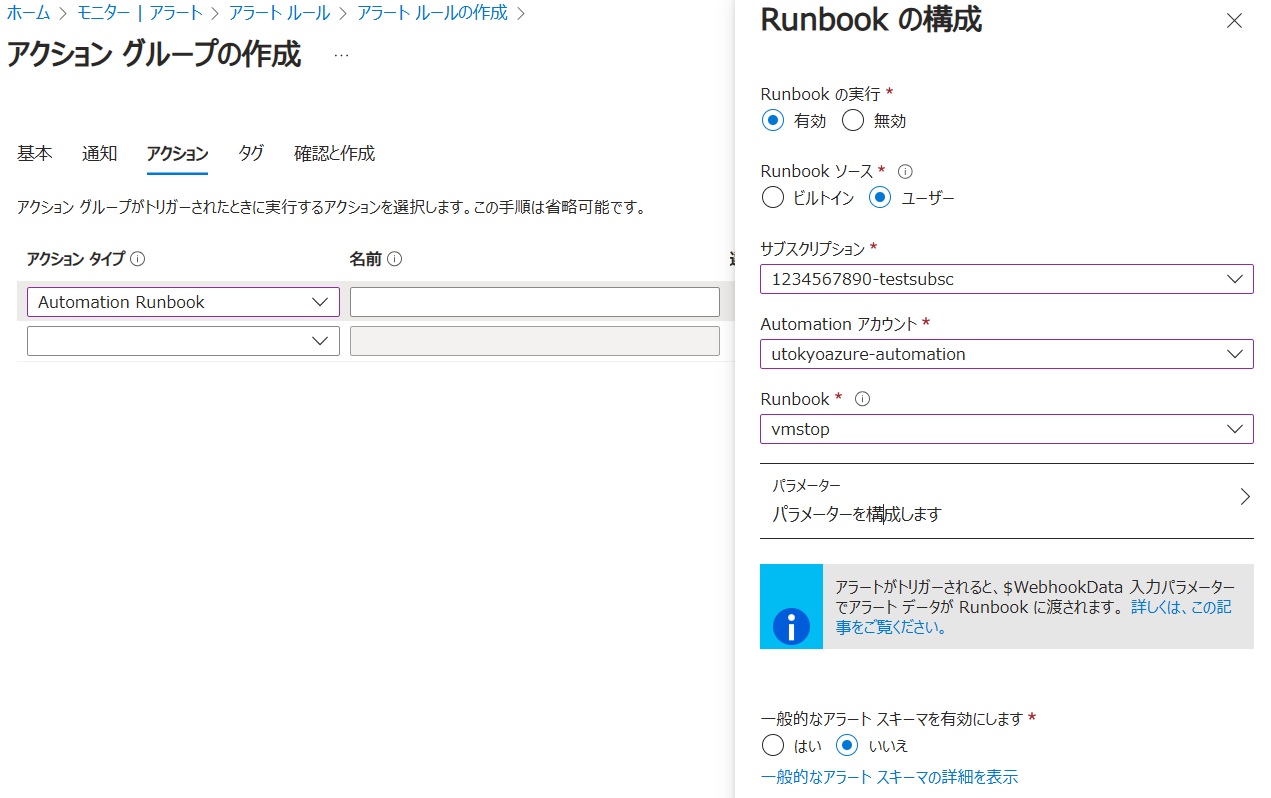 ホーム > モニター | アラート > アラート ルール > アラート ルールの作成 >
アクション グループの作成 …
基本 通知 アクション タグ 確認と作成
アクション グループがトリガーされたときに実行するアクションを選択します。この手順は省略可能です。
アクション タイプ 名前
Automation Runbook
Runbook の構成
Runbook の実行 *
有効 無効
Runbook ソース *
ビルトイン ユーザー
サブスクリプション *
1234567890-testsubsc
Automation アカウント *
utokyoazure-automation
Runbook *
vmstop
パラメーター
パラメーターを構成します
アラートがトリガーされると、$WebhookData 入力パラメーター
でアラート データが Runbook に渡されます。 詳しくは、この記
事をご覧ください。
一般的なアラート スキーマを有効にします *
はい いいえ
一般的なアラート スキーマの詳細を表示